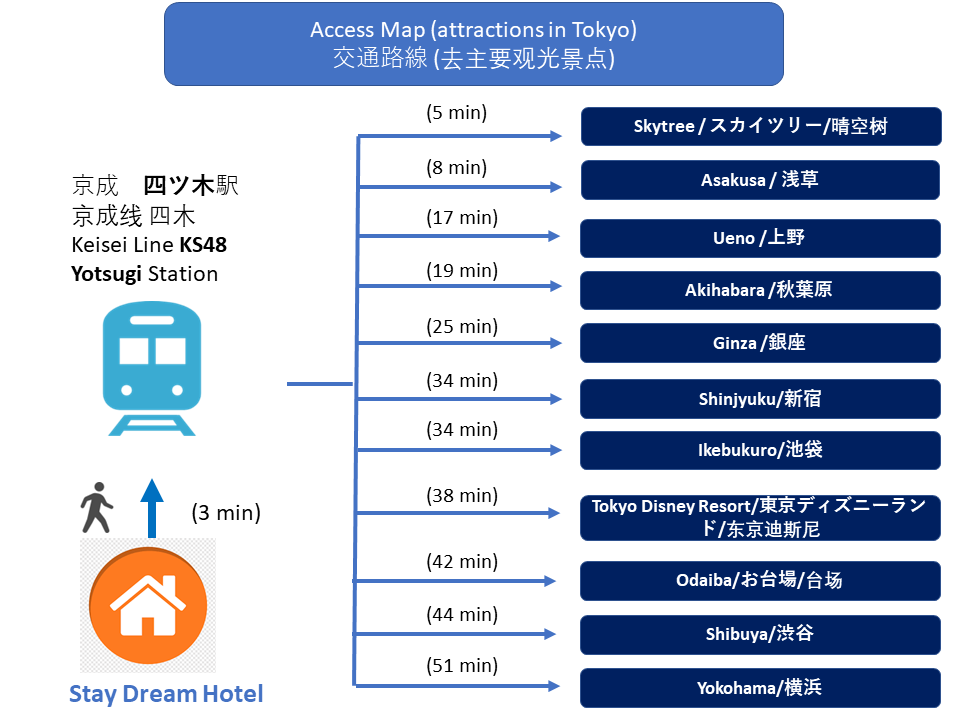 Access Map (attractions in Tokyo)
交通路線 (去主要观光景点)
(5 min)
Skytree / スカイツリー/晴空树
(8 min)
Asakusa / 浅草
京成　四ツ木駅
京成线 四木
Keisei Line KS48
Yotsugi Station
(17 min)
Ueno /上野
(19 min)
Akihabara /秋葉原
(25 min)
Ginza /銀座
(34 min)
Shinjyuku/新宿
(34 min)
Ikebukuro/池袋
(38 min)
Tokyo Disney Resort/東京ディズニーラン
ド/东京迪斯尼
(3 min)
(42 min)
Odaiba/お台場/台场
(44 min)
Shibuya/渋谷
(51 min)
Yokohama/横浜
Stay Dream Hotel